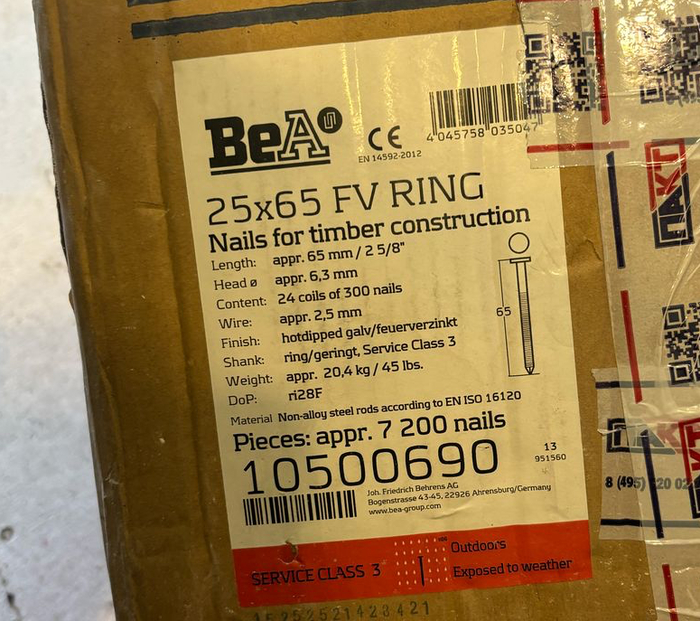 BeA
CE
EN 14592-2012
4 045758 035047
25x65 FV RING
Nails for timber construction
Length: appr. 65 mm / 2 5/8"
Head ø appr. 6,3 mm
Content: 24 coils of 300 nails
Wire: appr. 2,5 mm
Finish: hotdipped galv/feuerverzinkt
Shank: ring/geringt, Service Class 3
Weight: appr. 20,4 kg / 45 lbs.
DoP: ri28F
65
Material Non-alloy steel rods according to EN ISO 16120
Pieces: appr. 7 200 nails
10500690
13
951560
Joh. Friedrich Behrens AG
Bogenstrasse 43-45, 22926 Ahrensburg/Germany
www.bea-group.com
SERVICE CLASS 3
Outdoors
Exposed to weather
ПАКТ
8 (495)